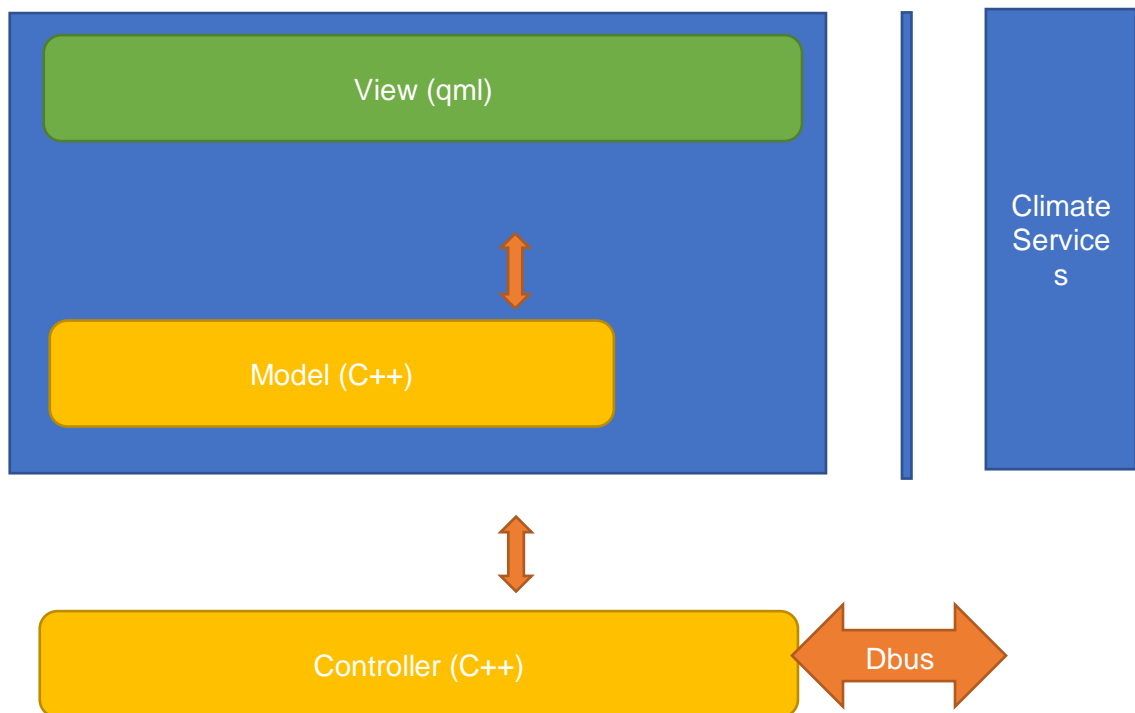 View (qml)
Climate
Service
s
Model (C++)
Controller (C++)
Dbus